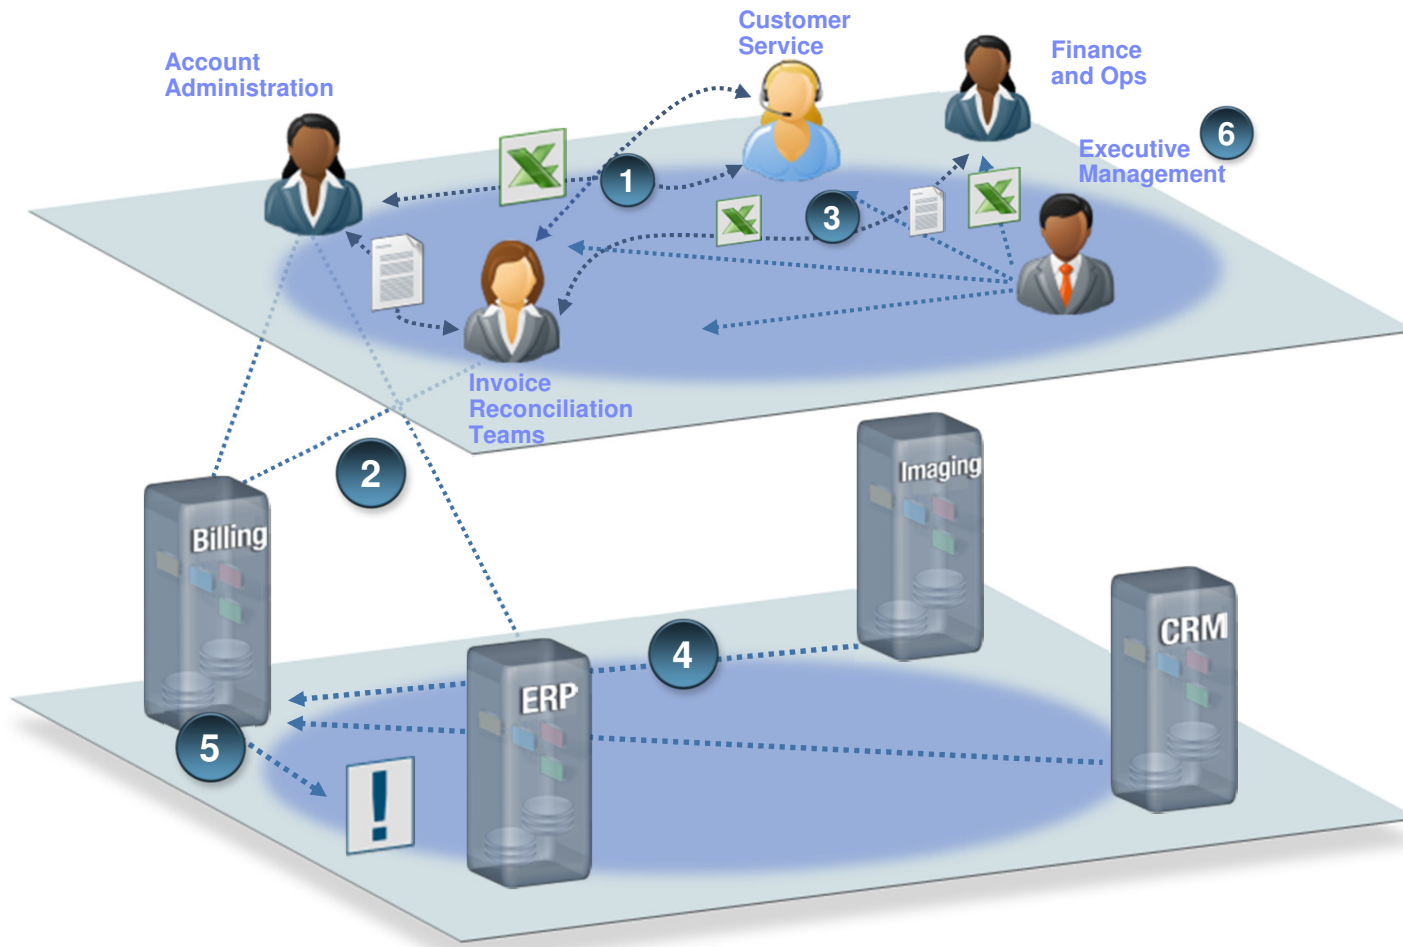 Customer
Service
Account
Administration
Finance
and Ops
6
Executive
Management
1
3
Invoice
Reconciliation
Teams
2
Imaging
Billing
CRM
4
ERP
5
!